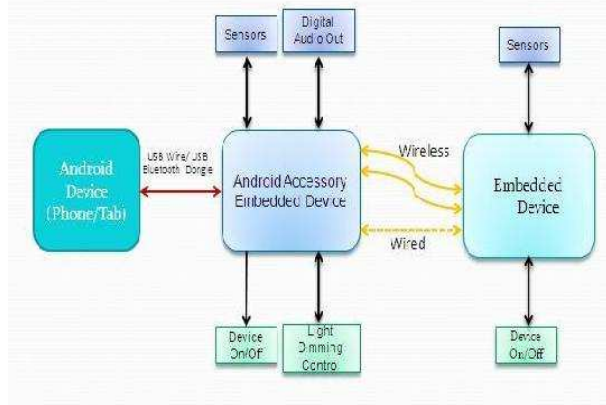 Sensors
Digital
Audio Out
Sensors
USB Wire/ USB
Bluetooth Dongle
Wireless
Android
Device
(Phone/Tab)
Android Accessory
Embedded Device
Embedded
Device
Wired
Device
On/Off
Light
Dimming
Control
Device
On/Off